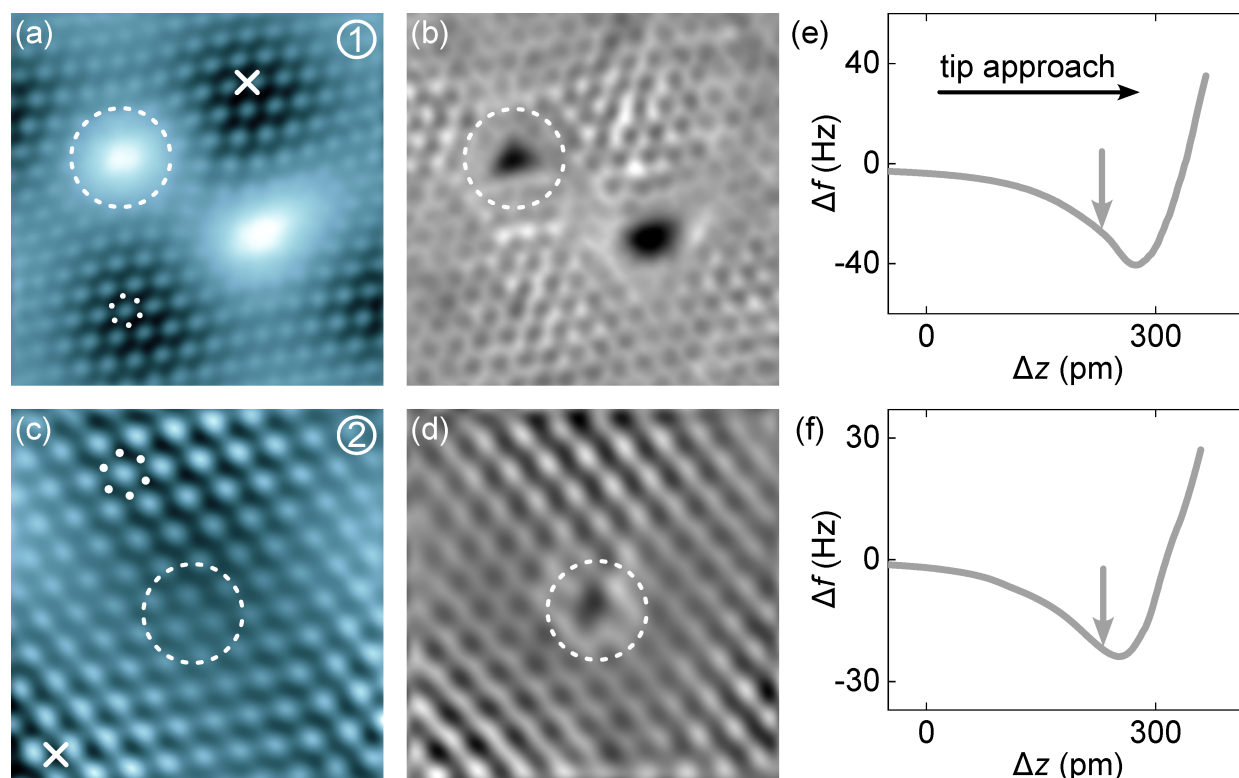 (a)
①
(b)
(e)
40
0
-40
Δf (Hz)
tip approach
0
300
Δz (pm)
(c)
②
(d)
(f)
30
0
-30
Δf (Hz)
0
300
Δz (pm)